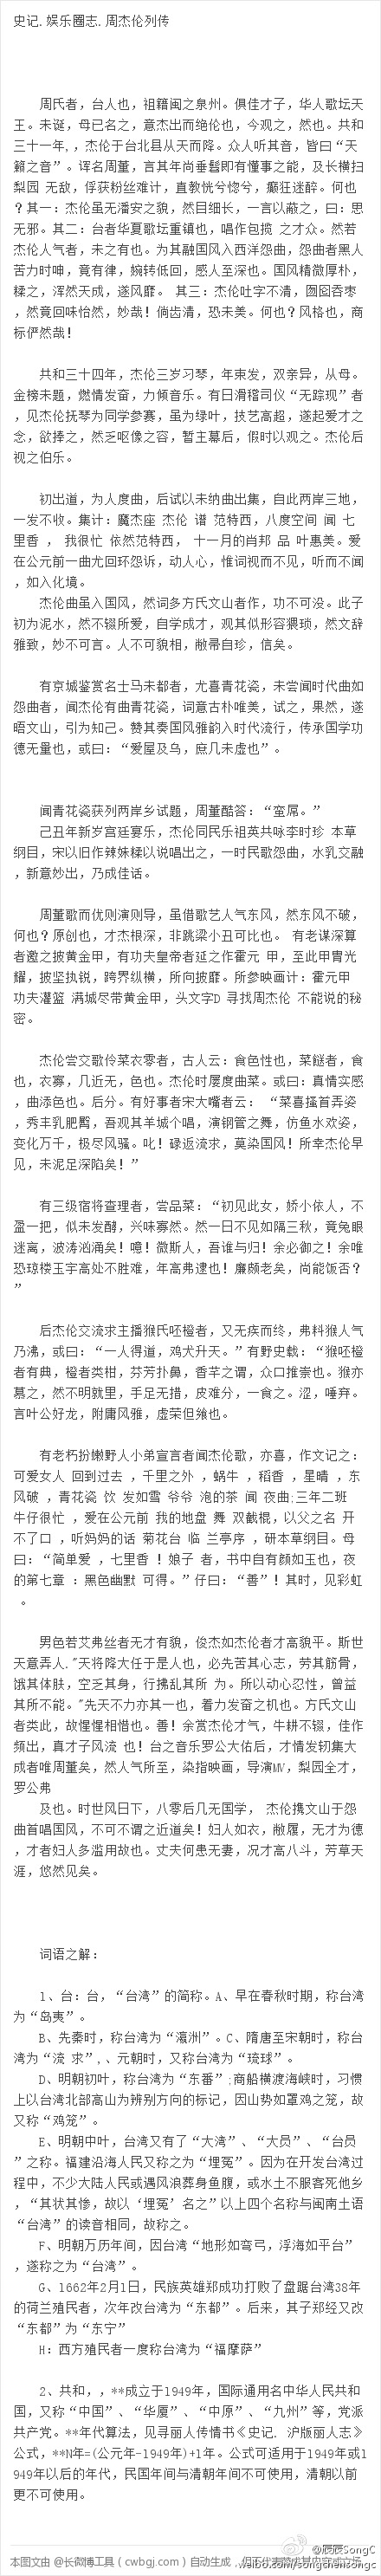 史记.娱乐圈志.周杰伦列传
周氏者，台人也，祖籍闽之泉州。俱佳才子，华人歌坛天
王。未诞，母已名之，意杰出而绝伦也，今观之，然也。共和
三十一年,，杰伦于台北县从天而降。众人听其音，皆曰“天
籁之音”。诨名周董，言其年尚垂髫即有懂事之能，及长横扫
梨园 无敌，俘获粉丝难计，直教恍兮惚兮，癫狂迷醉。何也
？其一：杰伦虽无潘安之貌，然目细长，一言以蔽之，曰：思
无邪。其二：台者华夏歌坛重镇也，唱作包揽 之才众。然若
杰伦人气者，未之有也。为其融国风入西洋怨曲，怨曲者黑人
苦力时呻，竟有律，婉转低回，感人至深也。国风精微厚朴，
糅之，浑然天成，遂风靡。 其三：杰伦吐字不清，囫囵吞枣
，然竟回味怡然，妙哉！倘齿清，恐未美。何也？风格也，商
标俨然哉！
共和三十四年，杰伦三岁习琴，年束发，双亲异，从母。
金榜未题，燃情发奋，力倾音乐。有日滑稽司仪“无踪现”者
，见杰伦抚琴为同学参赛，虽为绿叶，技艺高超，遂起爱才之
念，欲捧之，然乏呕像之容，暂主幕后，假时以观之。杰伦后
视之伯乐。
初出道，为人度曲，后试以未纳曲出集，自此两岸三地，
一发不收。集计：魔杰座 杰伦 谱 范特西，八度空间 闻 七
里香 ， 我很忙 依然范特西， 十一月的肖邦 品 叶惠美。爱
在公元前一曲尤回环怨诉，动人心，惟词视而不见，听而不闻
，如入化境。
杰伦曲虽入国风，然词多方氏文山者作，功不可没。此子
初为泥水，然不辍所爱，自学成才，观其似形容猥琐，然文辞
雅致，妙不可言。人不可貌相，敝帚自珍，信矣。
有京城鉴赏名士马未都者，尤喜青花瓷，未尝闻时代曲如
怨曲者，闻杰伦有曲青花瓷，词意古朴唯美，试之，果然，遂
晤文山，引为知己。赞其奏国风雅韵入时代流行，传承国学功
德无量也，或曰：“爱屋及乌，庶几未虚也”。
闻青花瓷获列两岸乡试题，周董酷答：“蛮屌。”
己丑年新岁宫廷宴乐，杰伦同民乐祖英共咏李时珍 本草
纲目，宋以旧作辣妹糅以说唱出之，一时民歌怨曲，水乳交融
，新意妙出，乃成佳话。
周董歌而优则演则导，虽借歌艺人气东风，然东风不破，
何也？原创也，才杰根深，非跳梁小丑可比也。 有老谋深算
者邀之披黄金甲，有功夫皇帝者延之作霍元 甲，至此甲胄光
耀，披坚执锐，跨界纵横，所向披靡。所参映画计：霍元甲
功夫灌篮 满城尽带黄金甲，头文字D 寻找周杰伦 不能说的秘
密。
杰伦尝交歌伶菜衣零者，古人云：食色性也，菜餸者，食
也，衣寡，几近无，色也。杰伦时屡度曲菜。或曰：真情实感
，曲添色也。后分。有好事者宋大嘴者云： “菜喜搔首弄姿
，秀丰乳肥臀，吾观其羊城个唱，演钢管之舞，仿鱼水欢姿，
变化万千，极尽风骚。叱！碌返流求，莫染国风！所幸杰伦早
见，未泥足深陷矣！”
有三级宿将查理者，尝品菜：“初见此女，娇小依人，不
盈一把，似未发酵，兴味寡然。然一日不见如隔三秋，竟兔眼
迷离，波涛汹涌矣！噫！微斯人，吾谁与归！余必御之！余唯
恐琼楼玉宇高处不胜难，年高弗逮也！廉颇老矣，尚能饭否？
”
后杰伦交流求主播猴氏呸橙者，又无疾而终，弗料猴人气
乃沸，或曰：“一人得道，鸡犬升天。”有野史载：“猴呸橙
者有典，橙者类柑，芬芳扑鼻，香芊之谓，众口推崇也。猴亦
慕之，然不明就里，手足无措，皮难分，一食之。涩，唾弃。
言叶公好龙，附庸风雅，虚荣但飨也。
有老朽扮嫩野人小弟宣言者闻杰伦歌，亦喜，作文记之：
可爱女人 回到过去 ，千里之外 ，蜗牛 ，稻香 ，星晴 ，东
风破 ，青花瓷 饮 发如雪 爷爷 泡的茶 闻 夜曲;三年二班
牛仔很忙 ，爱在公元前 我的地盘 舞 双截棍，以父之名 开
不了口 ，听妈妈的话 菊花台 临 兰亭序 ，研本草纲目。母
曰：“简单爱 ，七里香 ！娘子 者，书中自有颜如玉也，夜
的第七章 ：黑色幽默 可得。”仔曰：“善”！其时，见彩虹
。
男色若艾弗丝者无才有貌，俊杰如杰伦者才高貌平。斯世
天意弄人."天将降大任于是人也，必先苦其心志，劳其筋骨，
饿其体肤，空乏其身，行拂乱其所 为。所以动心忍性，曾益
其所不能。"先天不力亦其一也，着力发奋之机也。方氏文山
者类此，故惺惺相惜也。善！余赏杰伦才气，牛耕不辍，佳作
频出，真才子风流 也！台之音乐罗公大佑后，才情发轫集大
成者唯周董矣，然人气所至，染指映画，导演MV，梨园全才，
罗公弗
及也。时世风日下，八零后几无国学， 杰伦携文山于怨
曲首唱国风，不可不谓之近道矣！妇人如衣，敝履，无才为德
，才者妇人多滥用故也。丈夫何患无妻，况才高八斗，芳草天
涯，悠然见矣。
词语之解：
1、台：台，“台湾”的简称。A、早在春秋时期，称台湾
为“岛夷”。
B、先秦时，称台湾为“瀛洲”。C、隋唐至宋朝时，称台
湾为“流 求”,、元朝时，又称台湾为“琉球”。
D、明朝初叶，称台湾为“东番”;商船横渡海峡时，习惯
上以台湾北部高山为辨别方向的标记，因山势如罩鸡之笼，故
又称“鸡笼”。
E、明朝中叶，台湾又有了“大湾”、“大员”、“台员
”之称。福建沿海人民又称之为“埋冤”。因为在开发台湾过
程中，不少大陆人民或遇风浪葬身鱼腹，或水土不服客死他乡
，“其状其惨，故以‘埋冤’名之”以上四个名称与闽南土语
“台湾”的读音相同，故称之。
F、明朝万历年间，因台湾“地形如弯弓，浮海如平台”
，遂称之为“台湾”。
G、1662年2月1日，民族英雄郑成功打败了盘踞台湾38年
的荷兰殖民者，次年改台湾为“东都”。后来，其子郑经又改
“东都”为“东宁”
H：西方殖民者一度称台湾为“福摩萨”
2、共和，，**成立于1949年，国际通用名中华人民共和
国，又称“中国”、“华厦”、“中原”、“九州”等，党派
共产党。**年代算法，见寻丽人传情书《史记．沪版丽人志》
公式，**N年=(公元年-1949年)+1年。公式可适用于1949年或1
949年以后的年代，民国年间与清朝年间不可使用，清朝以前
更不可使用。
本图文由 @长微博工具（cwbgj.com）自动生成，但不代表赞成其内容或立场
@辰辰SongC
weibo.com/songchensc